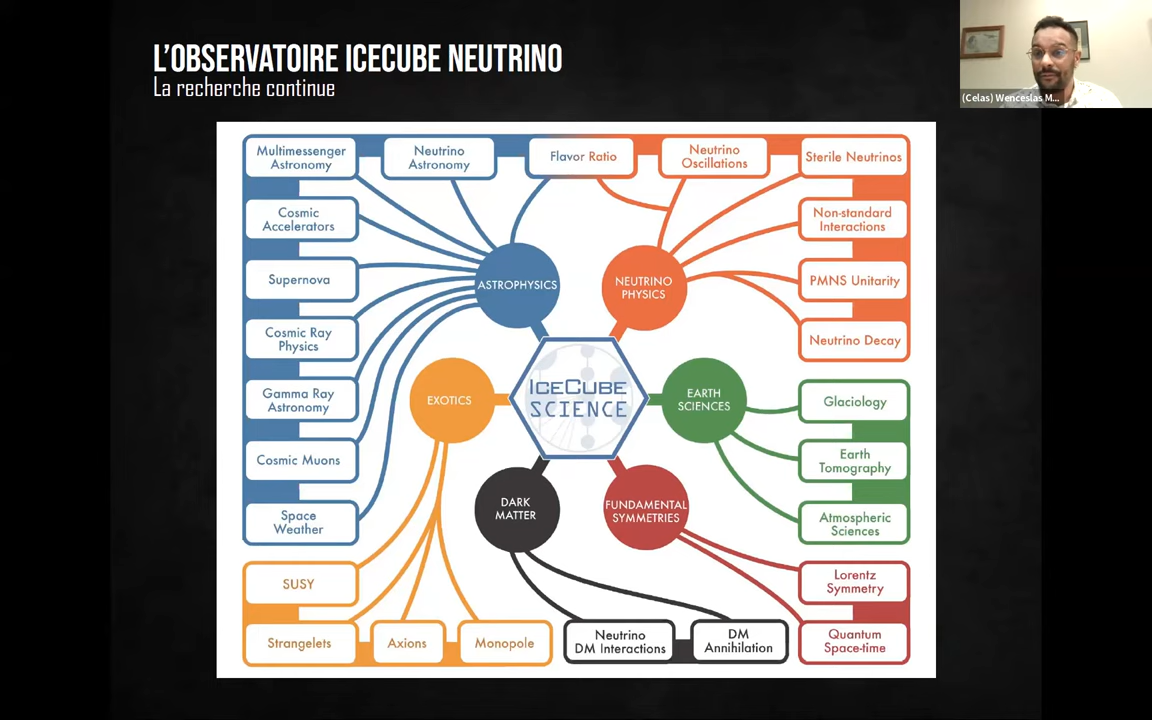 L'OBSERVATOIRE ICECUBE NEUTRINO
La recherche continue
(Celas) Wenceslas M...
Multimessenger
Astronomy
Neutrino
Astronomy
Flavor Ratio
Neutrino
Oscillations
Sterile Neutrinos
Cosmic
Accelerators
Non-standard
Interactions
Supernova
ASTROPHYSICS
NEUTRINO
PHYSICS
PMNS Unitarity
Cosmic Ray
Physics
Neutrino Decay
Gamma Ray
Astronomy
EXOTICS
ICECUBE
SCIENCE
EARTH
SCIENCES
Glaciology
Cosmic Muons
Earth
Tomography
Space
Weather
DARK
MATTER
FUNDAMENTAL
SYMMETRIES
Atmospheric
Sciences
SUSY
Lorentz
Symmetry
Strangelets
Axions
Monopole
Neutrino
DM Interactions
DM
Annihilation
Quantum
Space-time